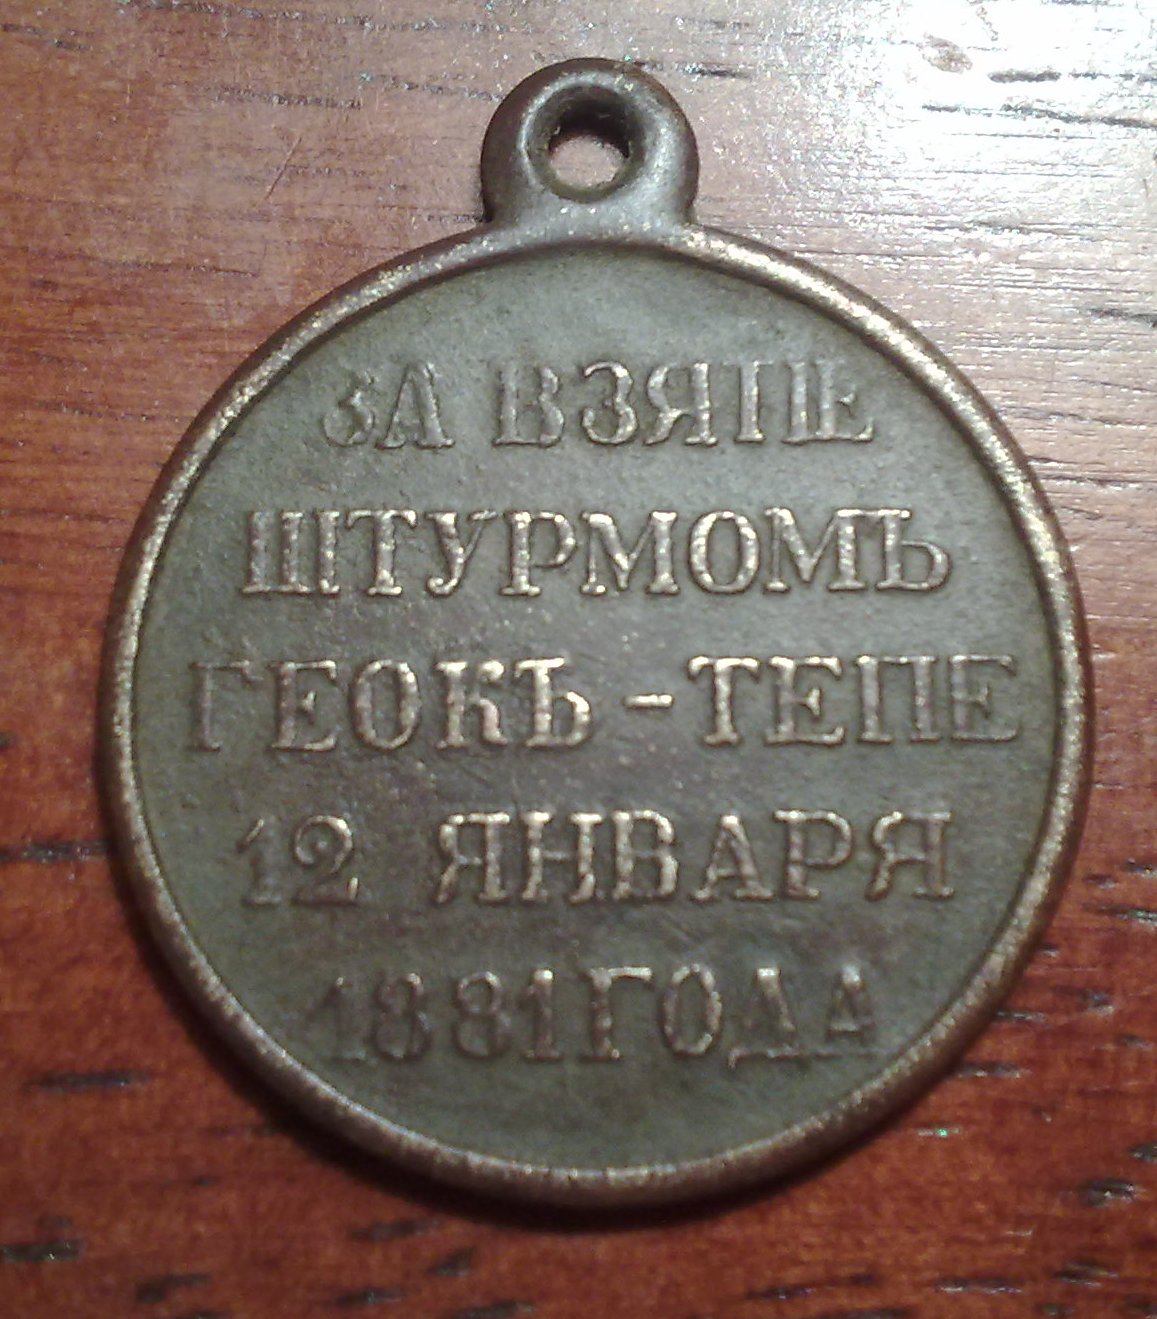 ЗА ВЗЯТІЕ
ШТУРМОМЪ
ГЕОКЪ-ТЕПЕ
12 ЯНВАРЯ
1881 ГОДА